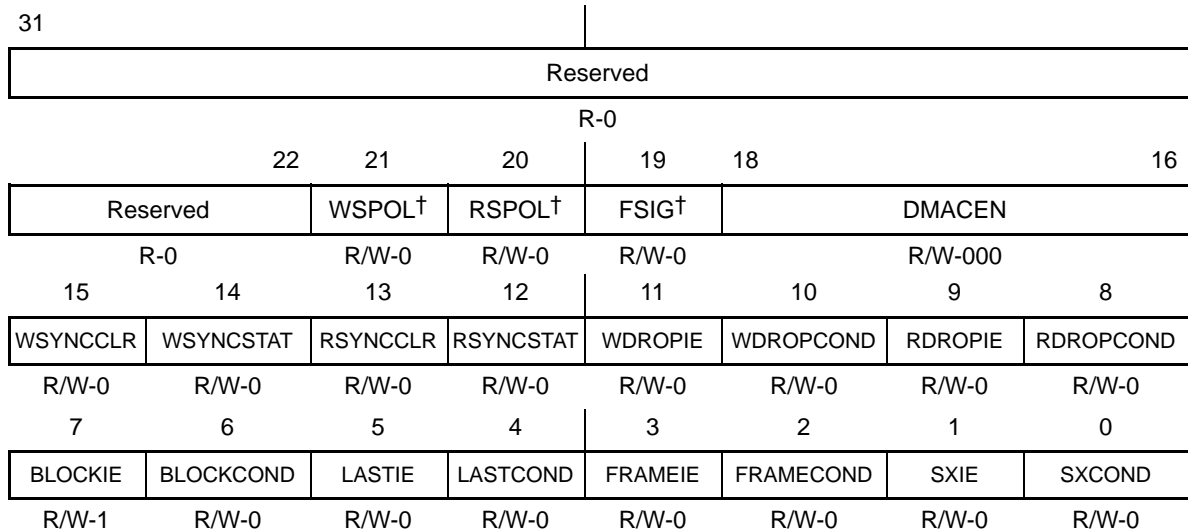 31
Reserved
R-0
22 21 20 19 18 16
Reserved WSPOL† RSPOL† FSIG† DMACEN
R-0 R/W-0 R/W-0 R/W-0 R/W-000
15 14 13 12 11 10 9 8
WSYNCCLR WSYNCSTAT RSYNCCLR RSYNCSTAT WDROPIE WDROPCOND RDROPIE RDROPCOND
R/W-0 R/W-0 R/W-0 R/W-0 R/W-0 R/W-0 R/W-0 R/W-0
7 6 5 4 3 2 1 0
BLOCKIE BLOCKCOND LASTIE LASTCOND FRAMEIE FRAMECOND SXIE SXCOND
R/W-1 R/W-0 R/W-0 R/W-0 R/W-0 R/W-0 R/W-0 R/W-0